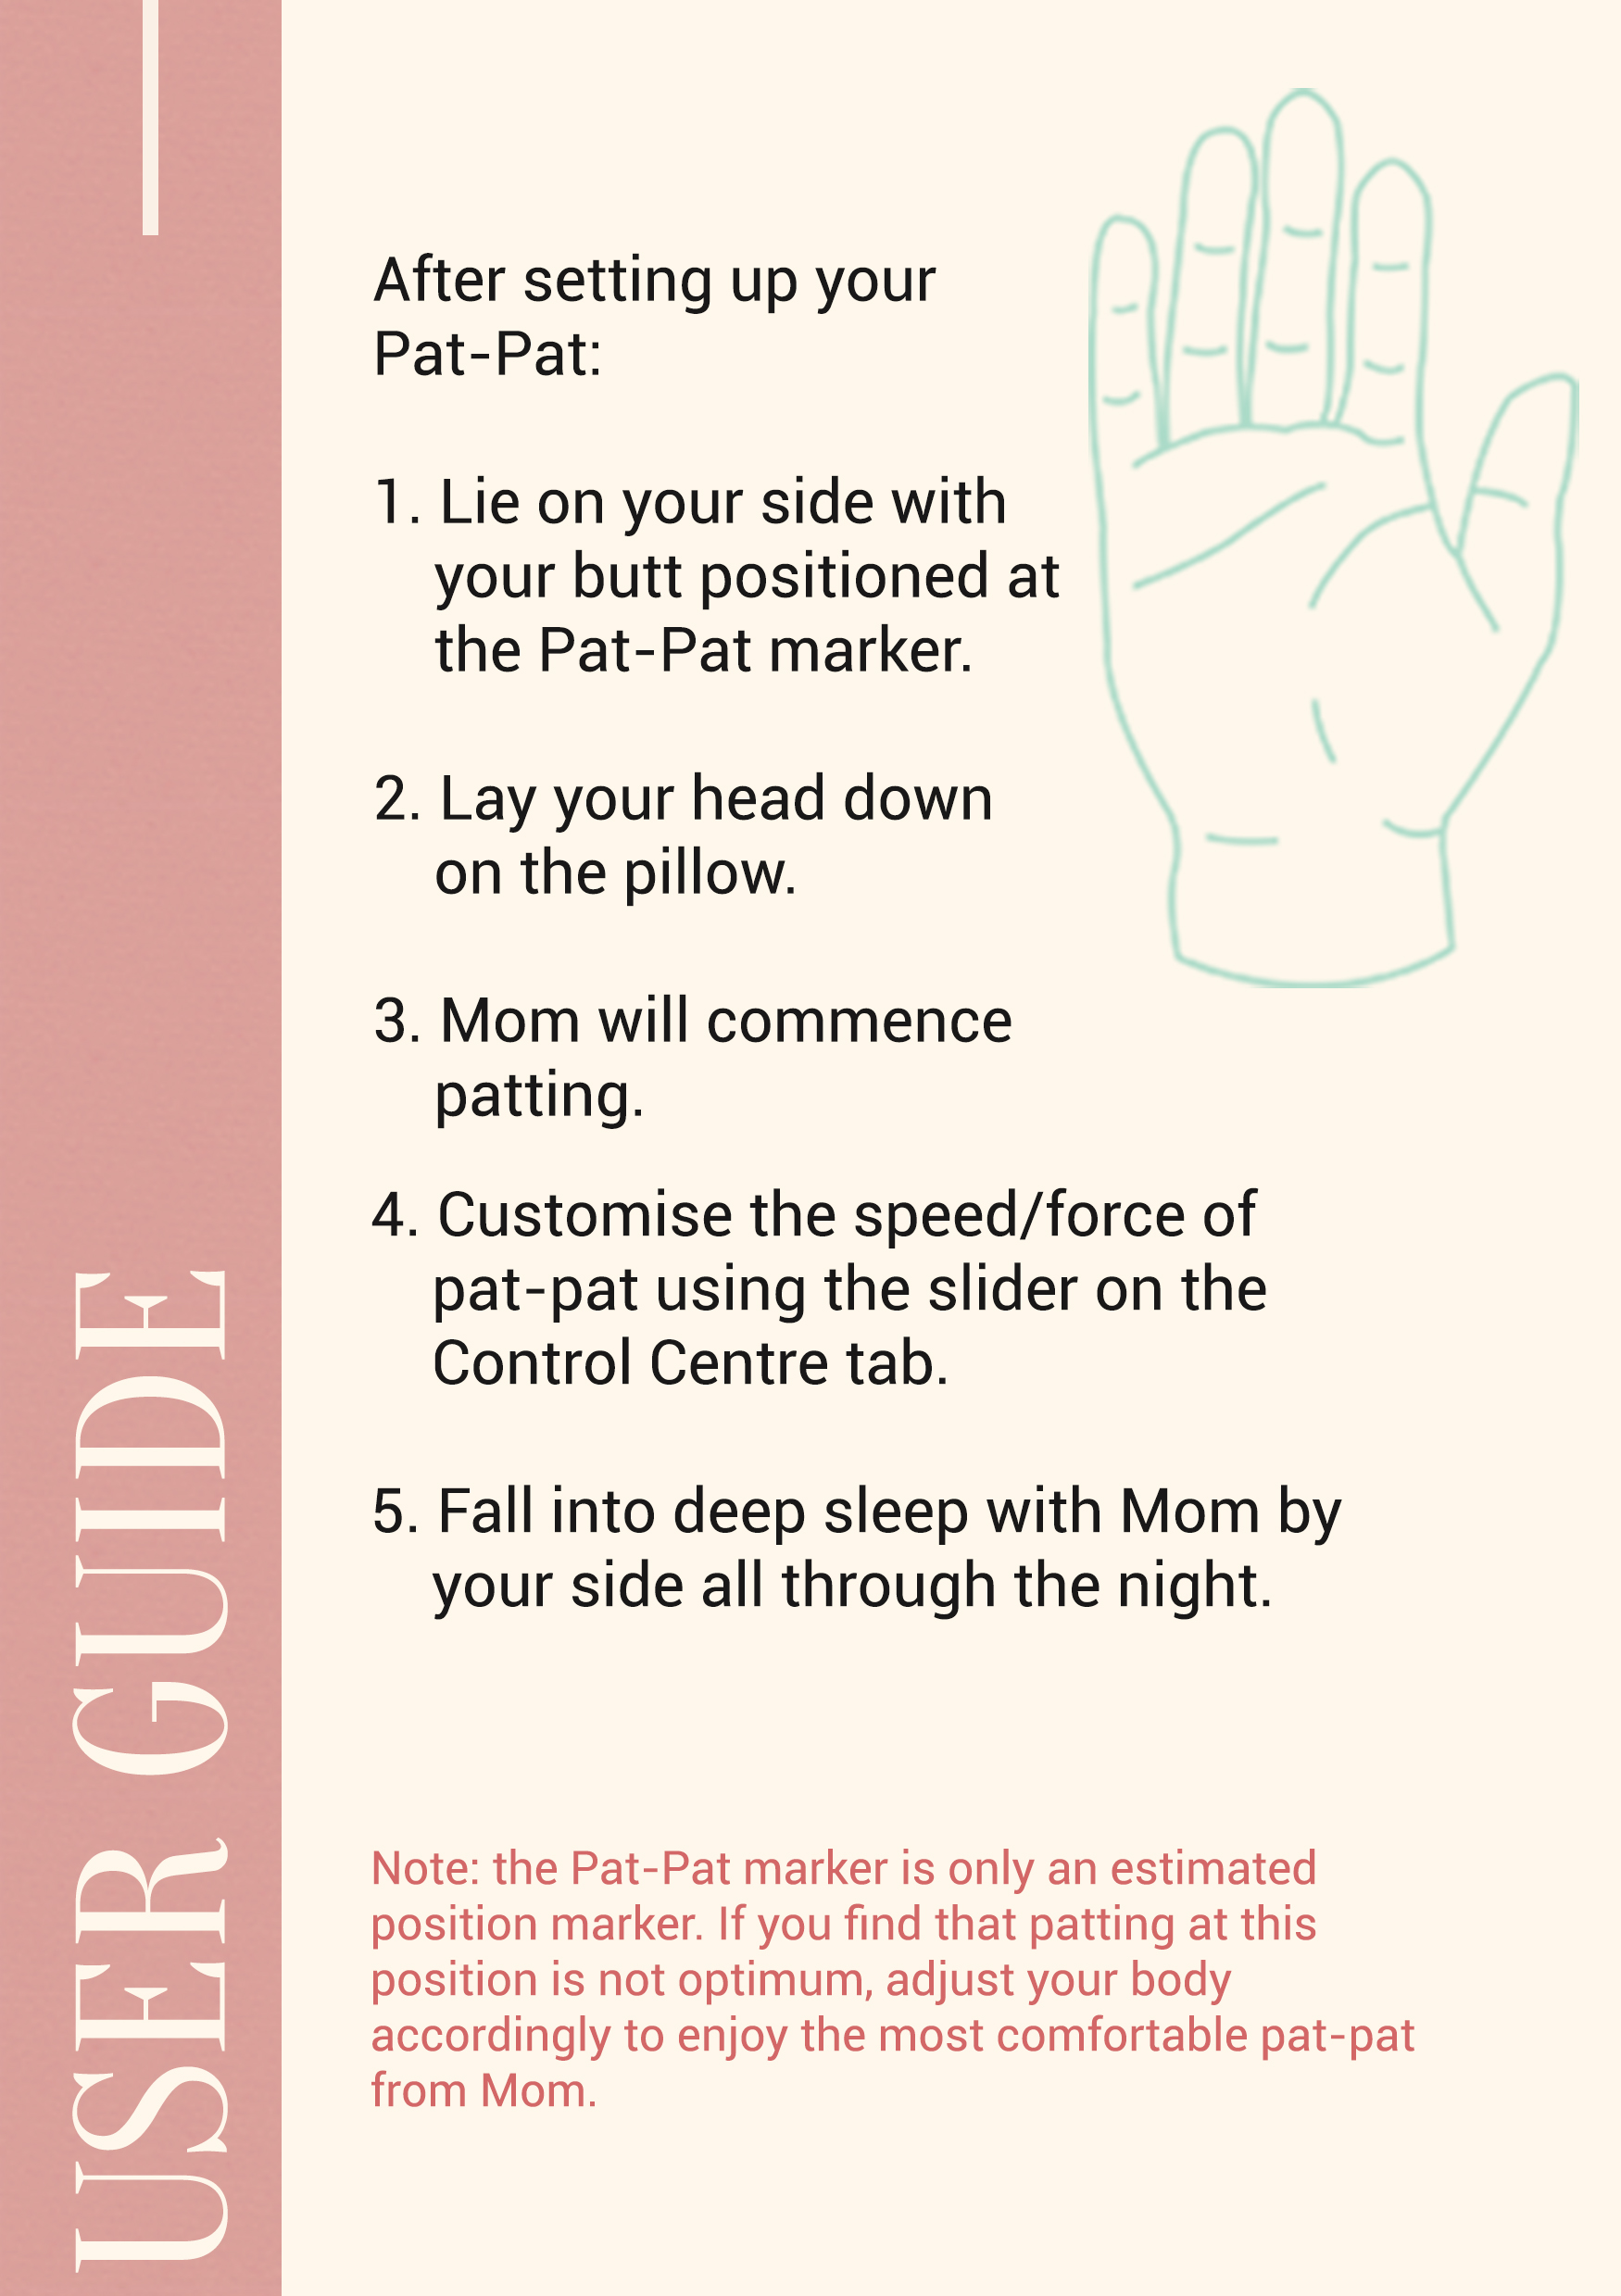 USER GUIDE
After setting up your
Pat-Pat:
1. Lie on your side with
your butt positioned at
the Pat-Pat marker.
2. Lay your head down
on the pillow.
3. Mom will commence
patting.
4. Customise the speed/force of
pat-pat using the slider on the
Control Centre tab.
5. Fall into deep sleep with Mom by
your side all through the night.
Note: the Pat-Pat marker is only an estimated
position marker. If you find that patting at this
position is not optimum, adjust your body
accordingly to enjoy the most comfortable pat-pat
from Mom.